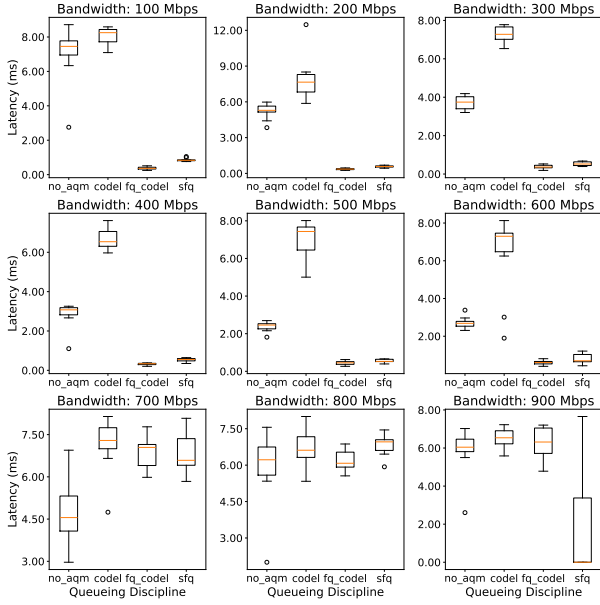 Bandwidth: 100 Mbps
Bandwidth: 200 Mbps
Bandwidth: 300 Mbps
Latency (ms)
8.00
6.00
4.00
2.00
0.00
12.00
9.00
6.00
3.00
0.00
8.00
6.00
4.00
2.00
0.00
no_aqm codel fq_codel sfq
no_aqm codel fq_codel sfq
no_aqm codel fq_codel sfq
Bandwidth: 400 Mbps
Bandwidth: 500 Mbps
Bandwidth: 600 Mbps
Latency (ms)
6.00
4.00
2.00
0.00
8.00
6.00
4.00
2.00
0.00
8.00
6.00
4.00
2.00
no_aqm codel fq_codel sfq
no_aqm codel fq_codel sfq
no_aqm codel fq_codel sfq
Bandwidth: 700 Mbps
Bandwidth: 800 Mbps
Bandwidth: 900 Mbps
Latency (ms)
7.50
6.00
4.50
3.00
7.50
6.00
4.50
3.00
8.00
6.00
4.00
2.00
0.00
no_aqm codel fq_codel sfq
no_aqm codel fq_codel sfq
no_aqm codel fq_codel sfq
Queueing Discipline
Queueing Discipline
Queueing Discipline